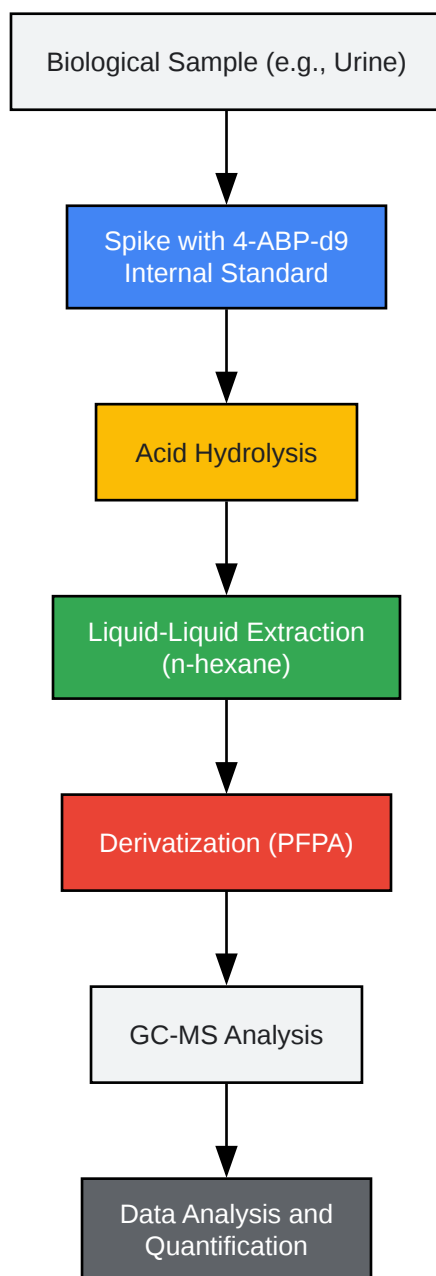 Biological Sample (e.g., Urine)
Spike with 4-ABP-d9
Internal Standard
Acid Hydrolysis
Liquid-Liquid Extraction
(n-hexane)
Derivatization (PFPA)
GC-MS Analysis
Data Analysis and
Quantification